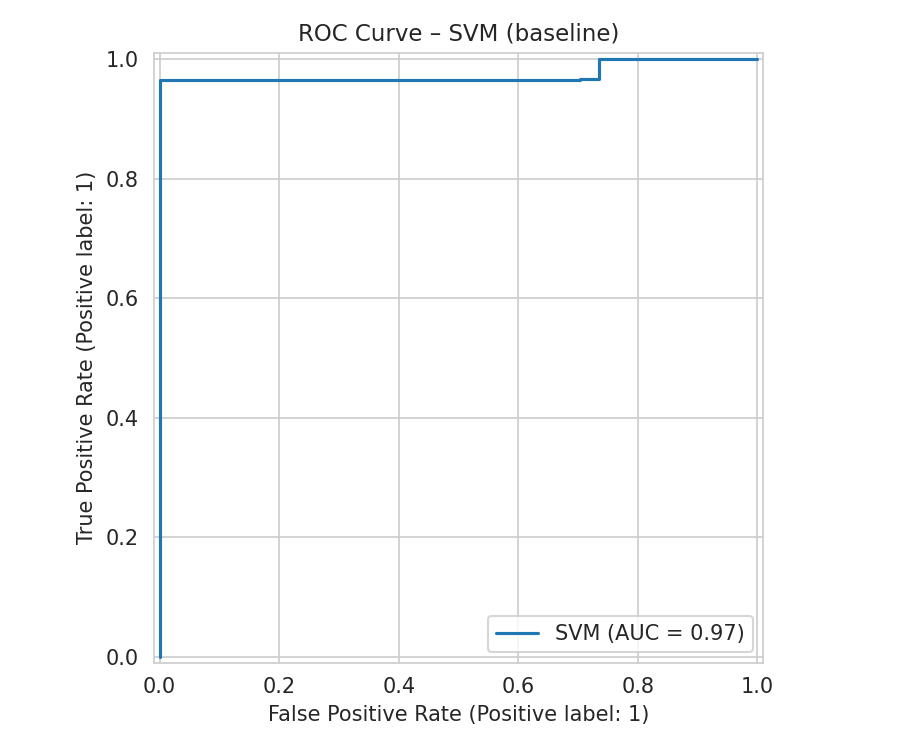 ROC Curve – SVM (baseline)
1.0
0.8
0.6
0.4
0.2
0.0
True Positive Rate (Positive label: 1)
SVM (AUC = 0.97)
0.0 0.2 0.4 0.6 0.8 1.0
False Positive Rate (Positive label: 1)